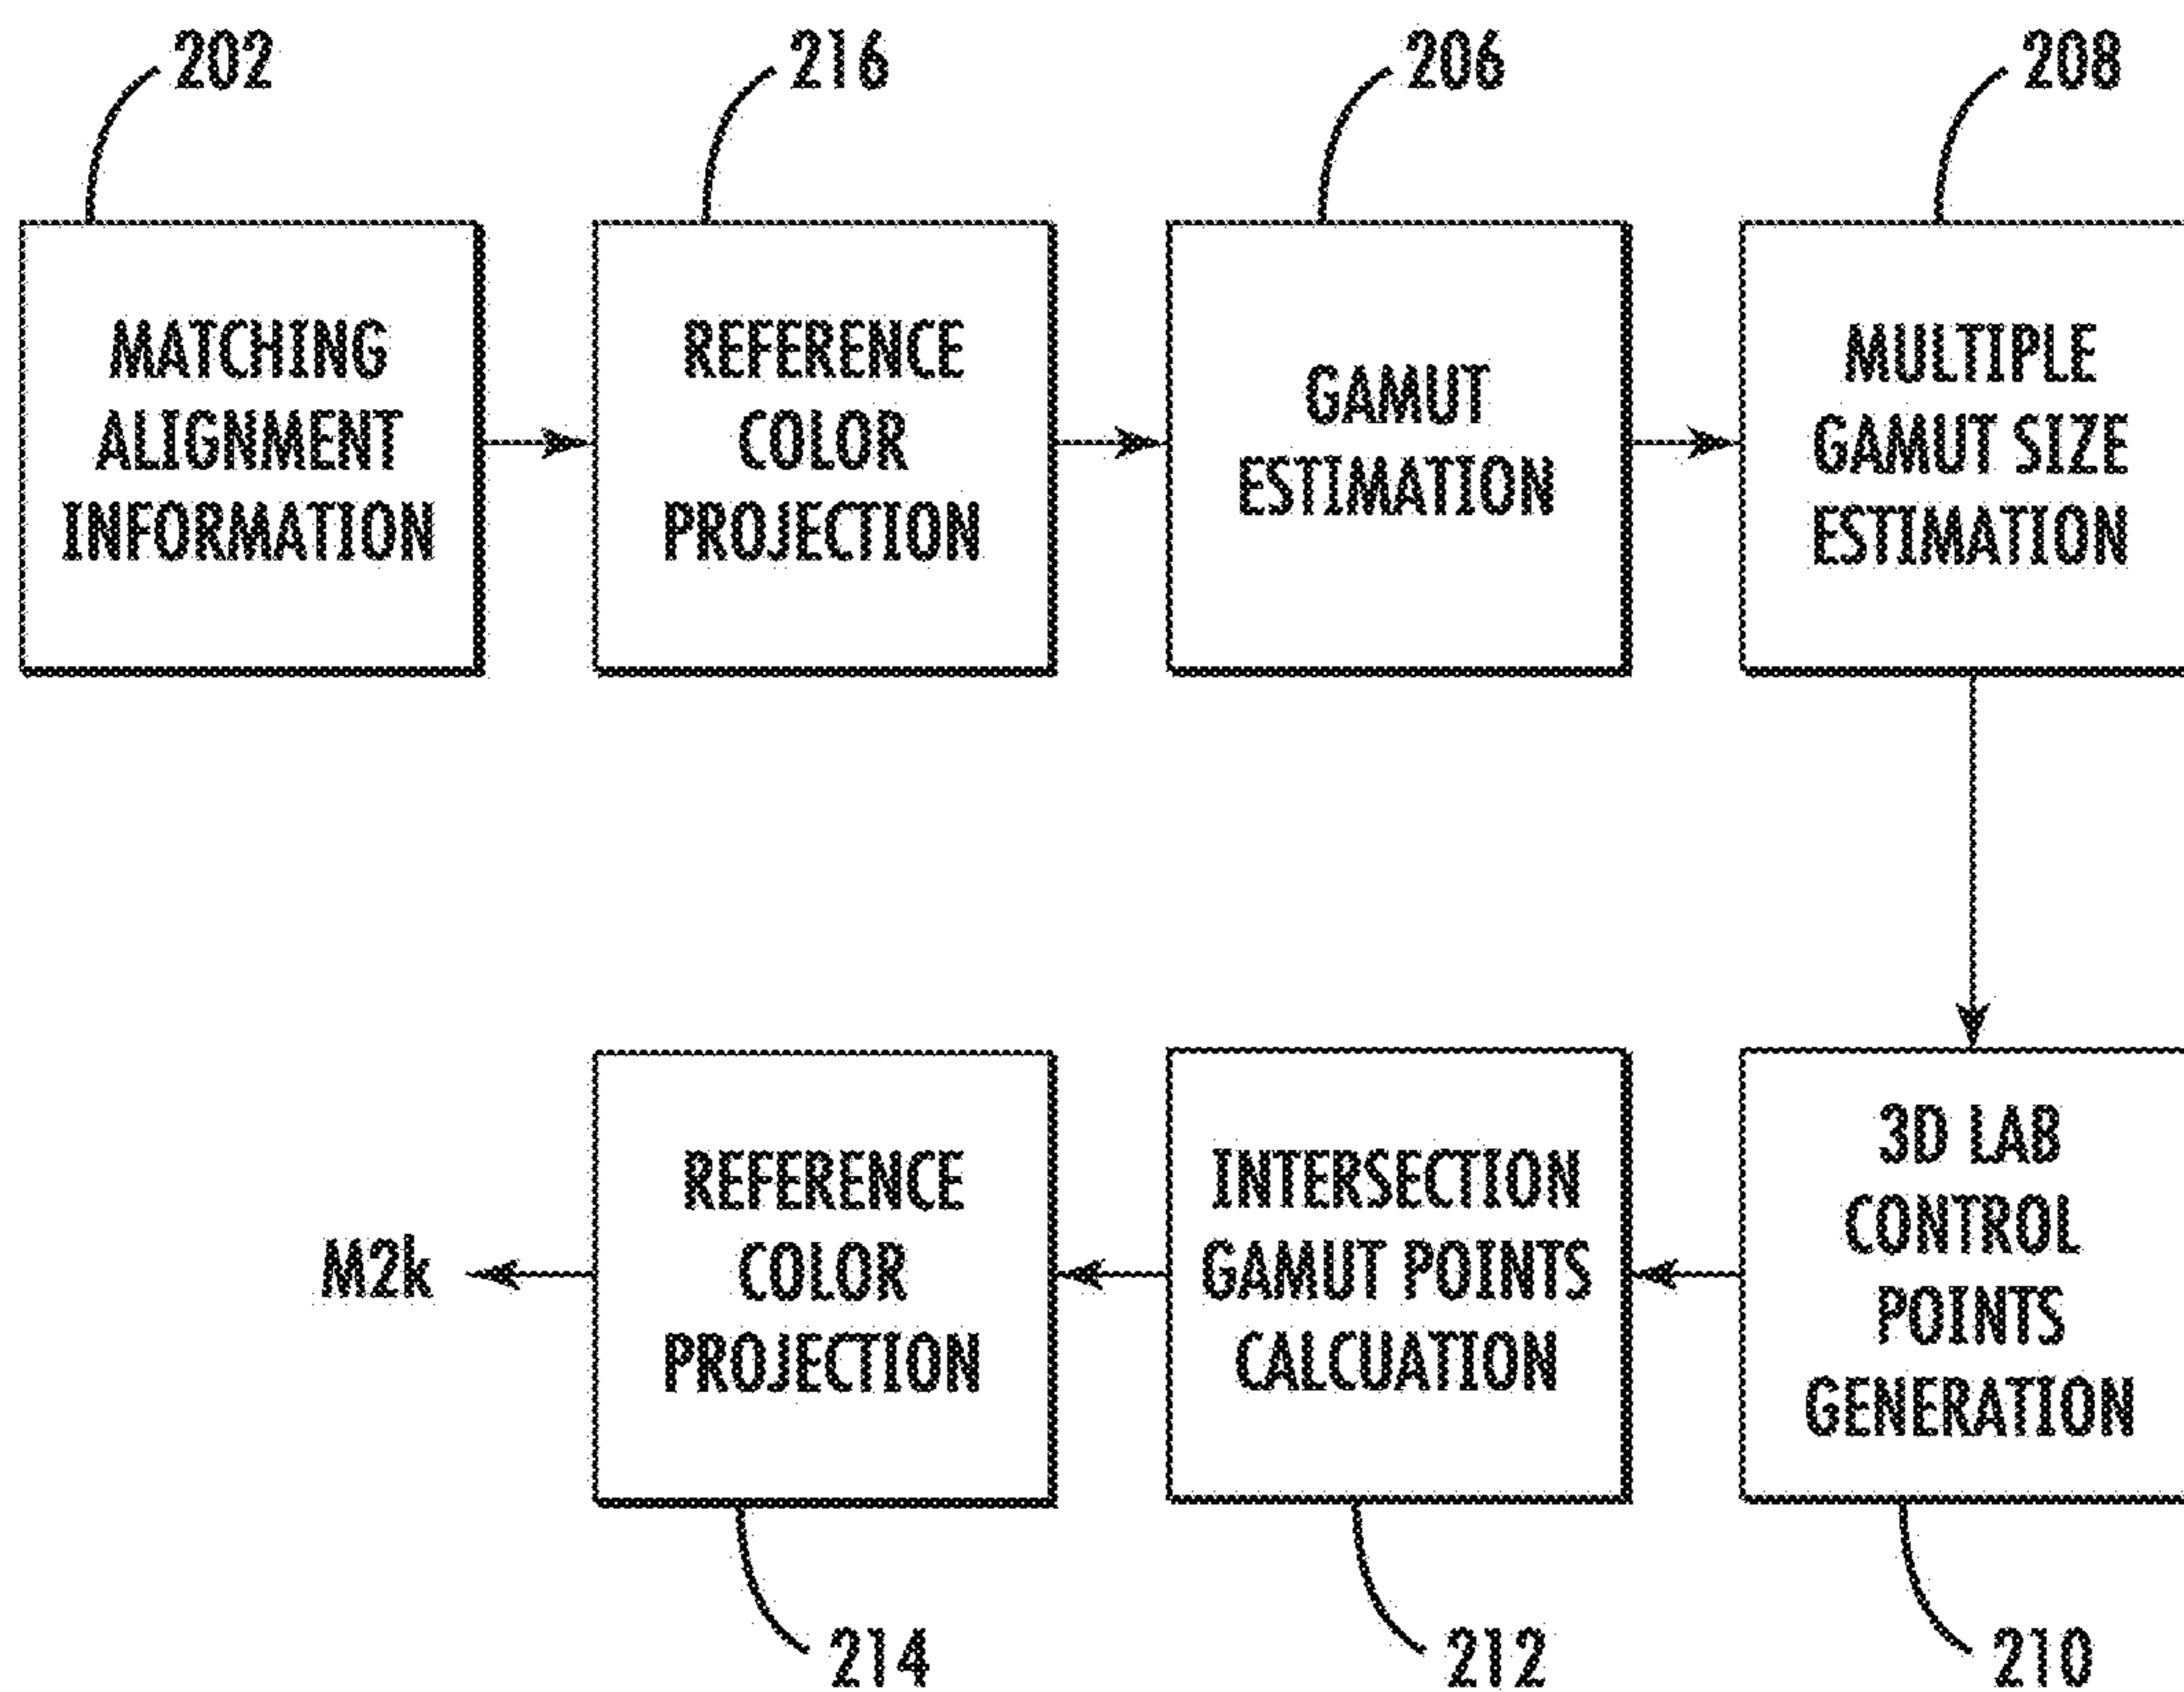 202
216
206
208
MATCHING
ALIGNMENT
INFORMATION
REFERENCE
COLOR
PROJECTION
GAMUT
ESTIMATION
MULTIPLE
GAMUT SIZE
ESTIMATION
M2k
REFERENCE
COLOR
PROJECTION
INTERSECTION
GAMUT POINTS
CALCUATION
3D LAB
CONTROL
POINTS
GENERATION
214
212
210